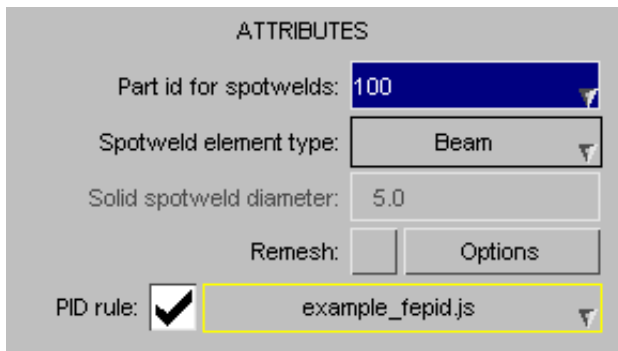 ATTRIBUTES
Part id for spotwelds: 100
Spotweld element type: Beam
Solid spotweld diameter: 5.0
Remesh: Options
PID rule: example_fepid.js